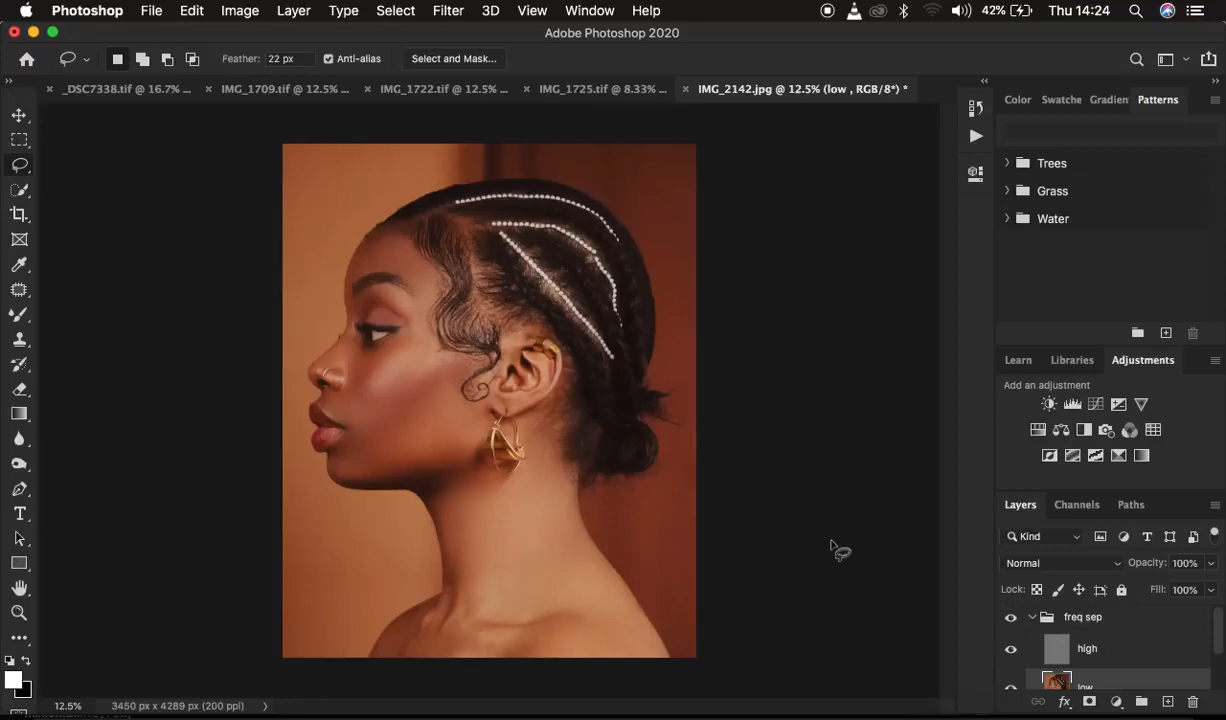 Photoshop File Edit Image Layer Type Select Filter 3D View Window Help 42% Thu 14:24
Adobe Photoshop 2020
Feather: 22 px Anti-alias Select and Mask...
_DSC7338.tif @ 16.7% ... IMG_1709.tif @ 12.5% ... IMG_1722.tif @ 12.5% ... IMG_1725.tif @ 8.33% ... IMG_2142.jpg @ 12.5% (low , RGB/8*) *
Color Swatche Gradien Patterns
Trees
Grass
Water
Learn Libraries Adjustments
Add an adjustment
Layers Channels Paths
Kind
Normal Opacity: 100%
Lock: Fill: 100%
freq sep
high
low
12.5% 3450 px x 4289 px (200 ppi)